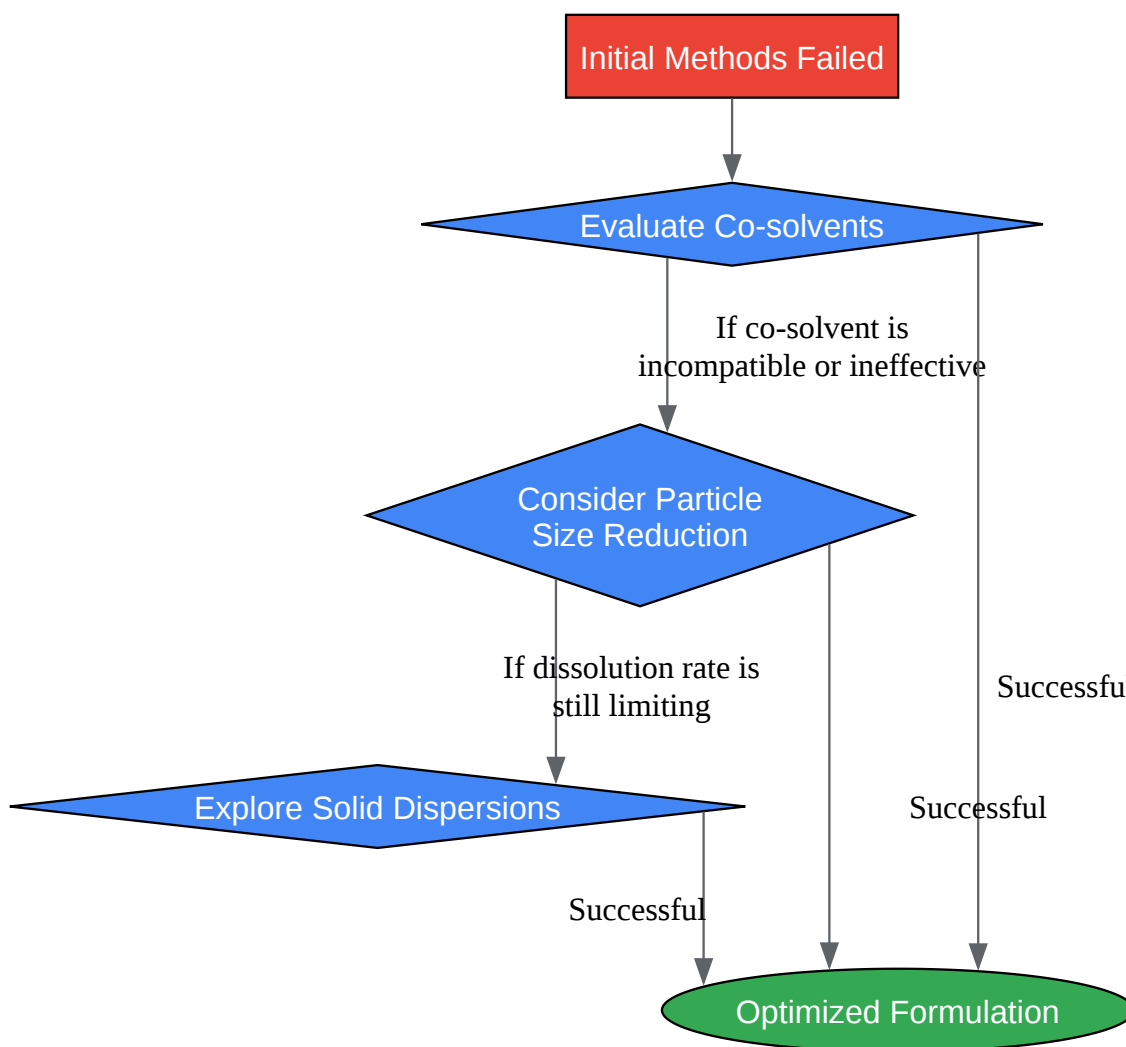 Initial Methods Failed
Evaluate Co-solvents
If co-solvent is
incompatible or ineffective
Consider Particle
Size Reduction
If dissolution rate is
still limiting
Successful
Explore Solid Dispersions
Successful
Successful
Optimized Formulation